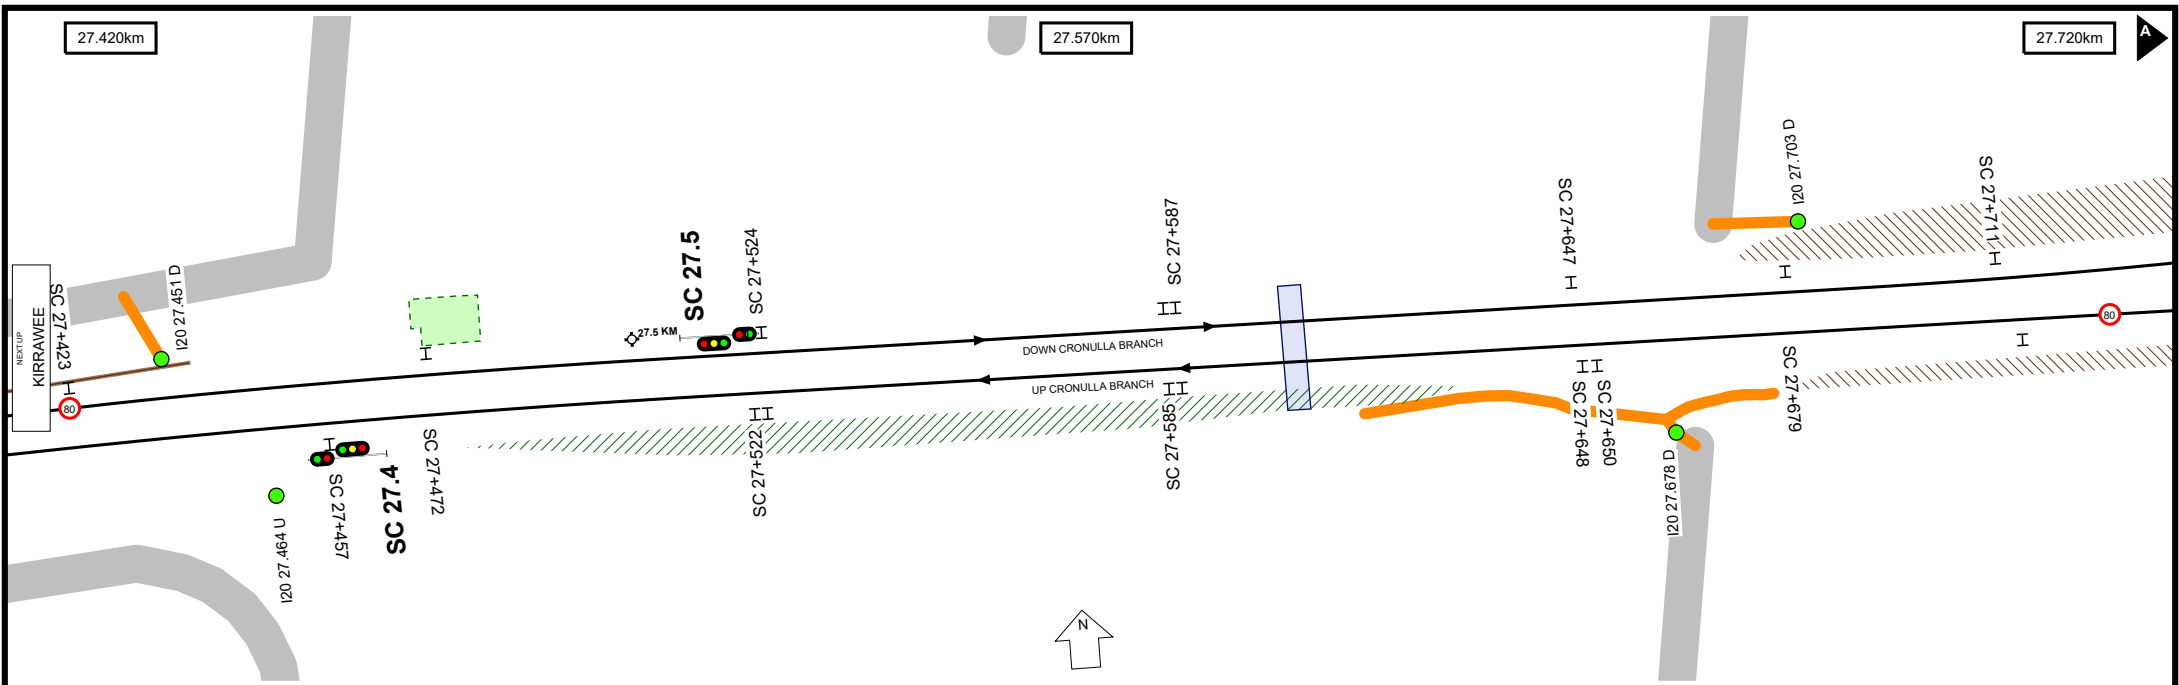 27.420km
27.570km
27.720km
A
I20 27.703 D
SC 27+711
SC 27+647
SC 27+587
SC 27+524
SC 27.5
27.5 KM
I20 27.451 D
SC 27+423
NEXT UP
KIRRAWEE
80
80
DOWN CRONULLA BRANCH
UP CRONULLA BRANCH
SC 27+679
SC 27+650
SC 27+648
I20 27.678 D
SC 27+585
SC 27+522
SC 27+472
SC 27.4
SC 27+457
I20 27.464 U
N